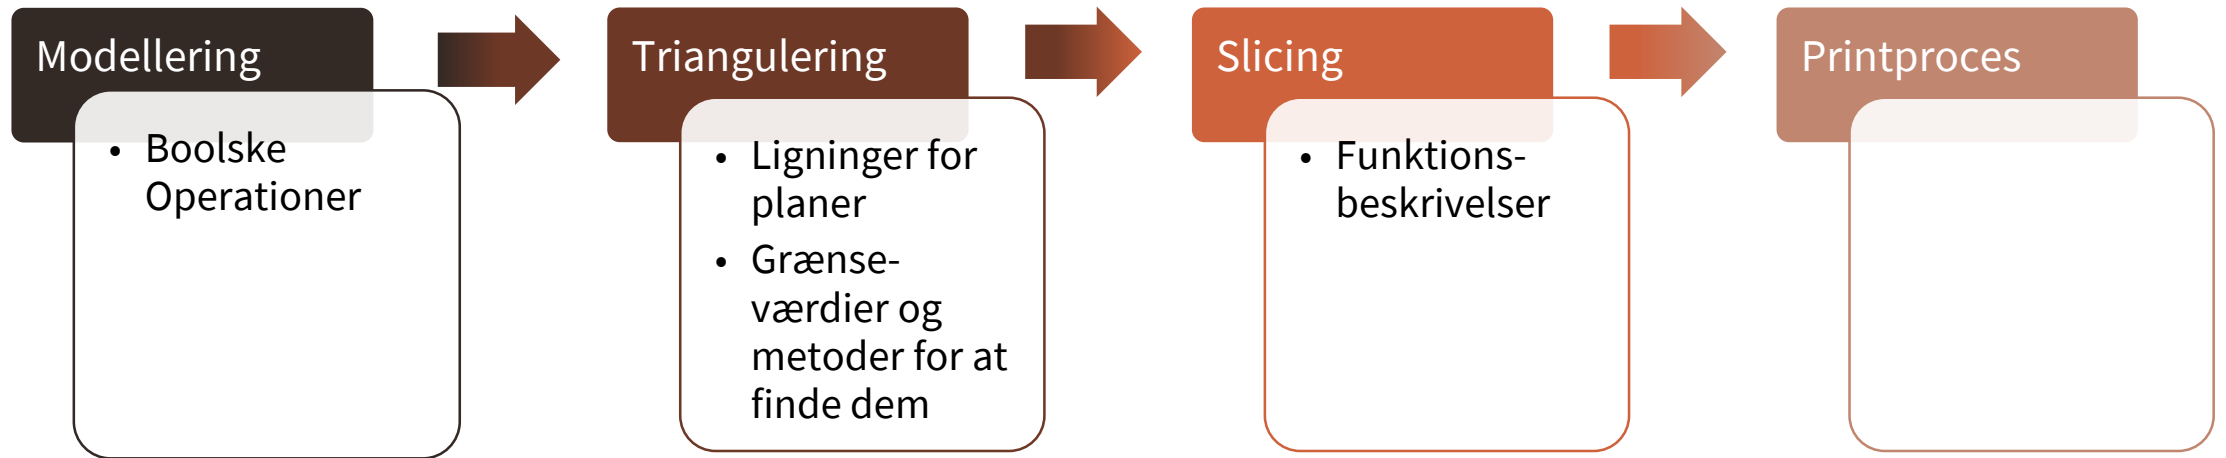 Modellering
• Boolske
Operationer
Triangulering
• Ligninger for
planer
• Grænse-
værdier og
metoder for at
finde dem
Slicing
• Funktions-
beskrivelser
Printproces